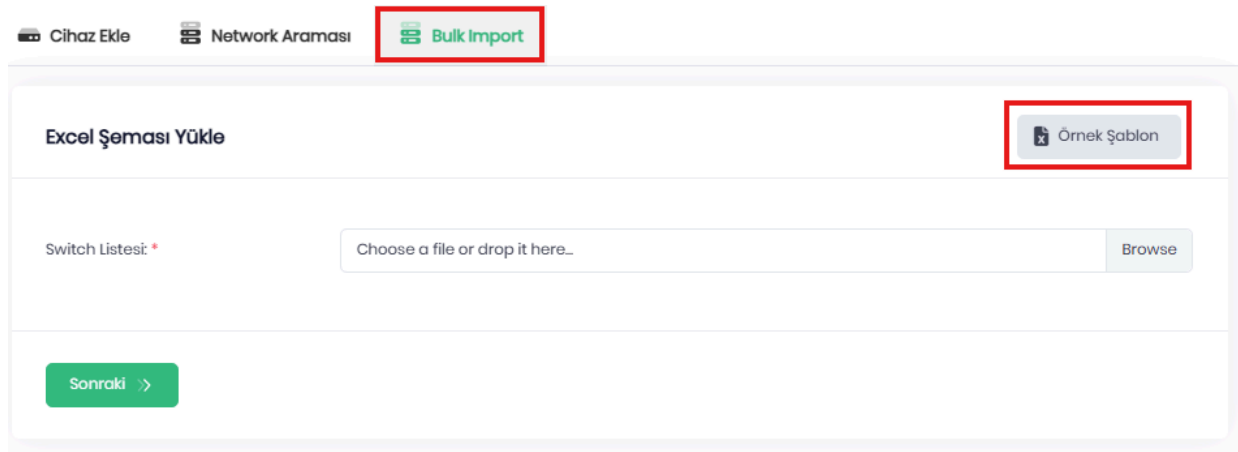 Cihaz Ekle Network Araması Bulk Import
Excel Şeması Yükle Örnek Şablon
Switch Listesi: * Choose a file or drop it here... Browse
Sonraki